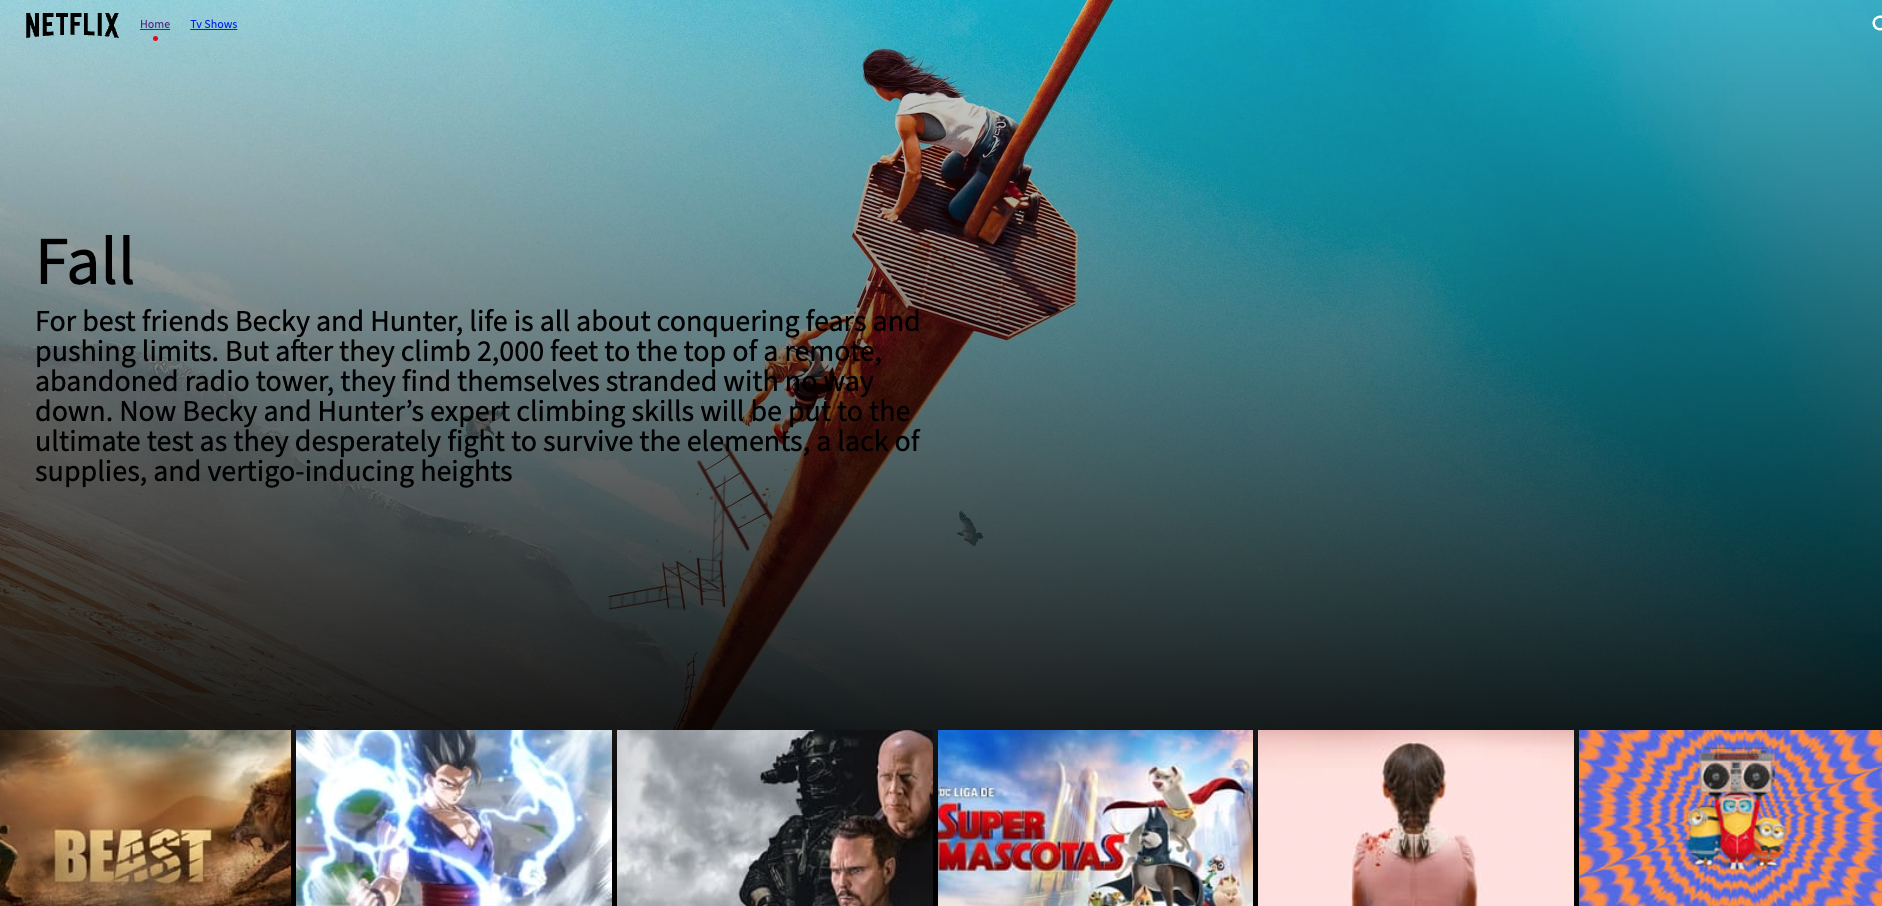 NETFLIX
Home
Tv Shows
Fall
For best friends Becky and Hunter, life is all about conquering fears and
pushing limits. But after they climb 2,000 feet to the top of a remote,
abandoned radio tower, they find themselves stranded with no way
down. Now Becky and Hunter’s expert climbing skills will be put to the
ultimate test as they desperately fight to survive the elements, a lack of
supplies, and vertigo-inducing heights
BEAST
DC LIGA DE
SUPER
MASCOTAS